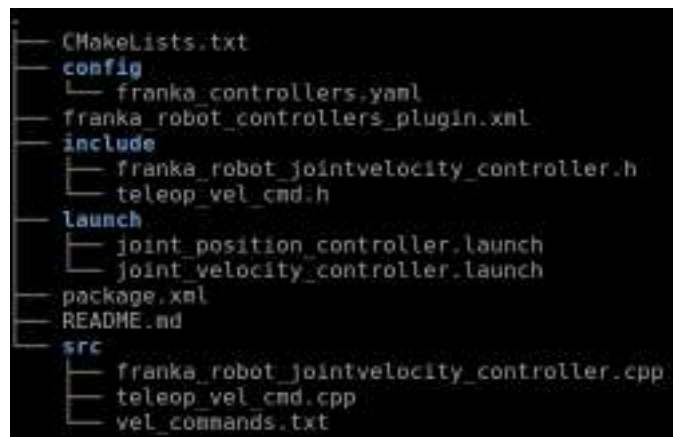 .
├── CMakeLists.txt
├── config
│   └── franka_controllers.yaml
├── franka_robot_controllers_plugin.xml
├── include
│   ├── franka_robot_jointvelocity_controller.h
│   └── teleop_vel_cmd.h
├── launch
│   ├── joint_position_controller.launch
│   └── joint_velocity_controller.launch
├── package.xml
├── README.md
└── src
    ├── franka_robot_jointvelocity_controller.cpp
    ├── teleop_vel_cmd.cpp
    └── vel_commands.txt